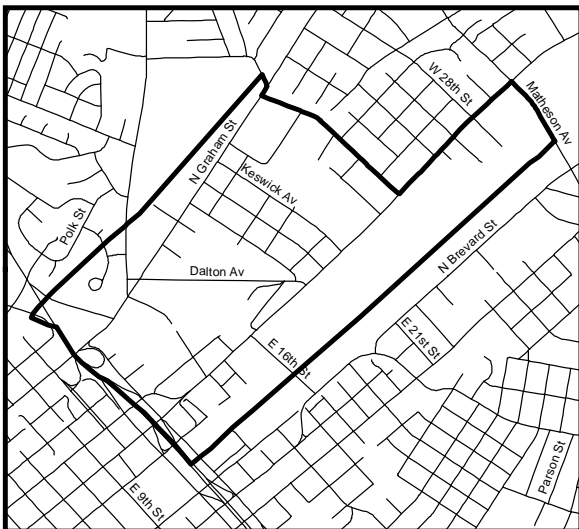 W 28th St
Matheson Av
N Graham St
Keswick Av
Polk St
N Brevard St
Dalton Av
E 21st St
E 16th St
Parson St
E 9th St